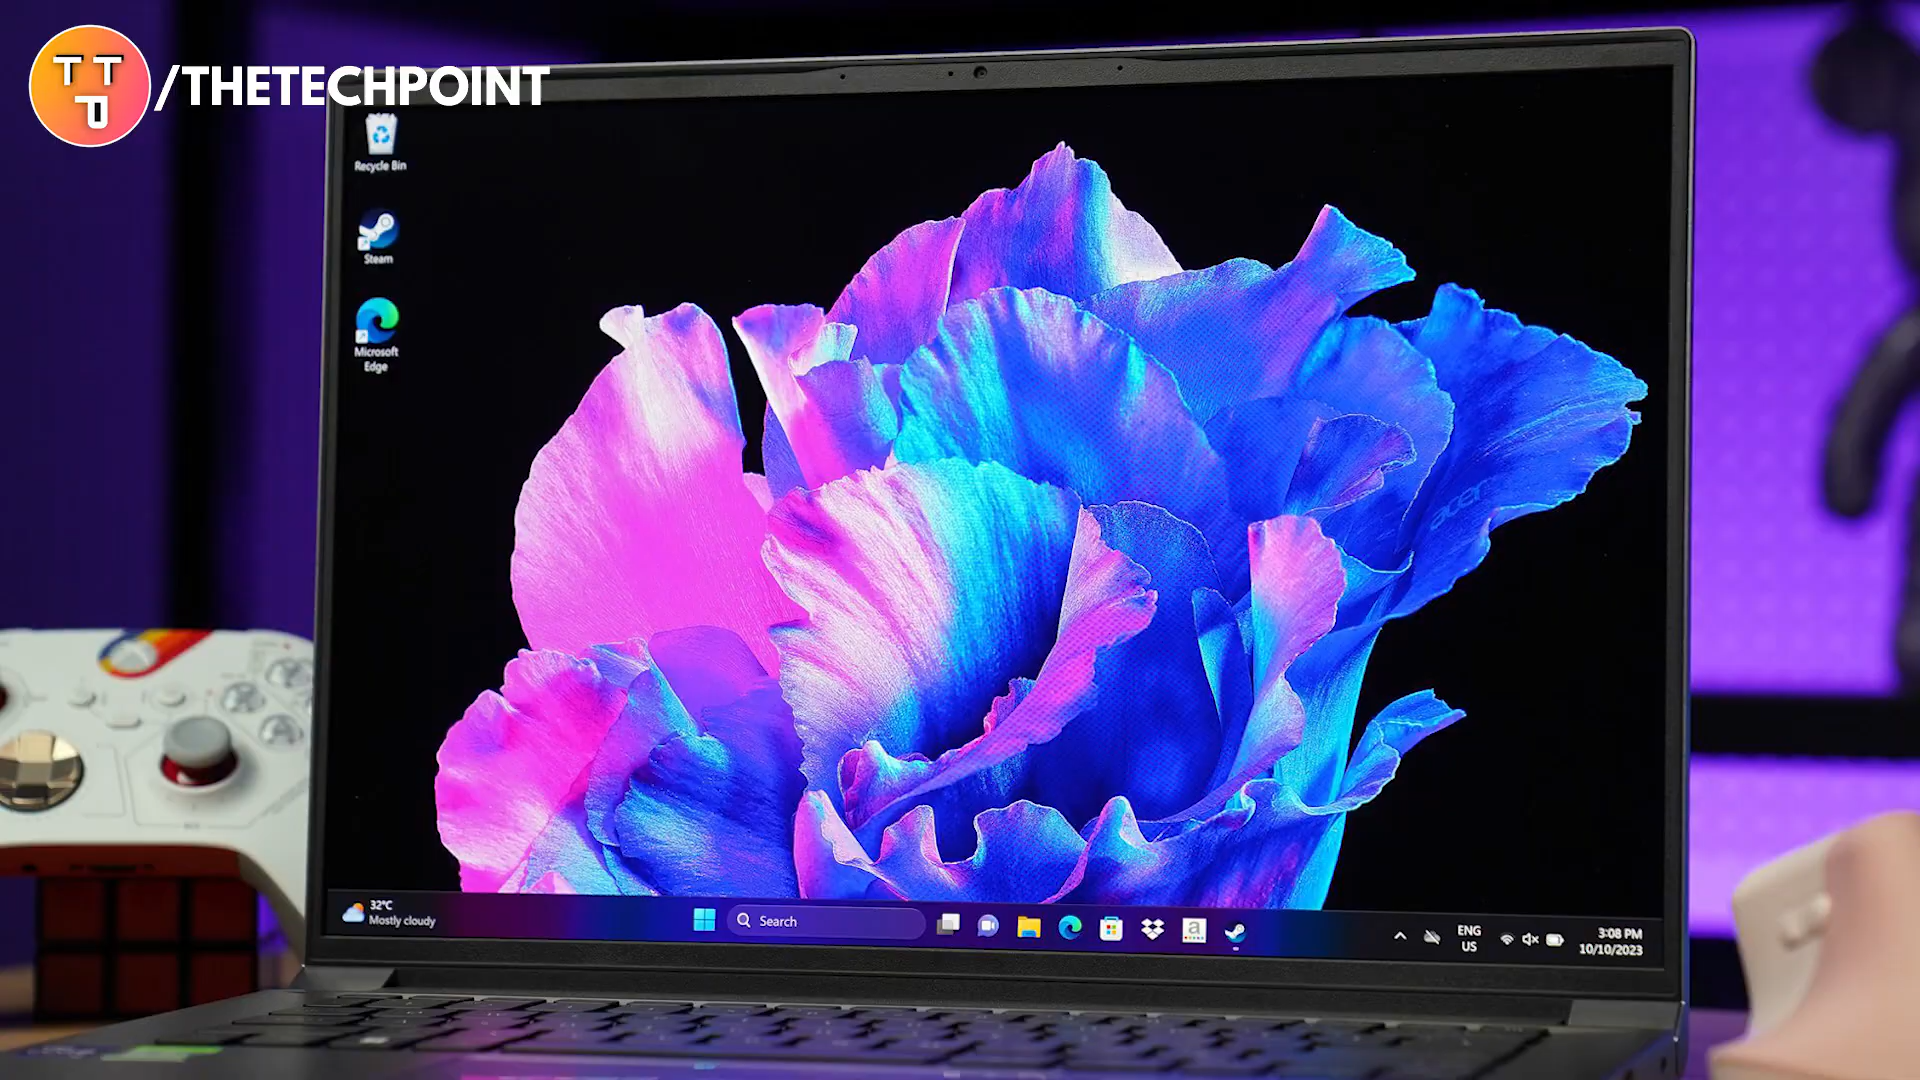 TTP
/THETECHPOINT
Recycle Bin
Steam
Microsoft
Edge
acer
32°C
Mostly cloudy
Search
a
ENG
US
3:08 PM
10/10/2023